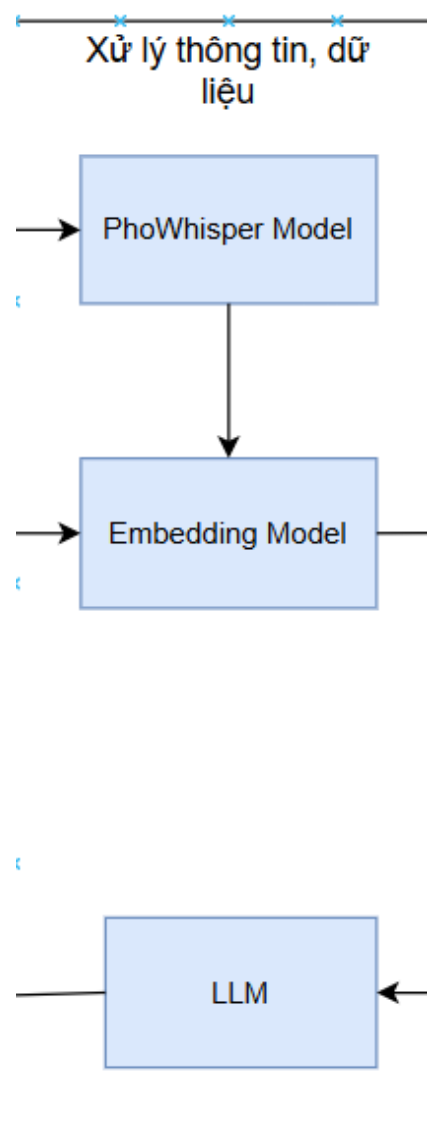 Xử lý thông tin, dữ
liệu
PhoWhisper Model
Embedding Model
LLM